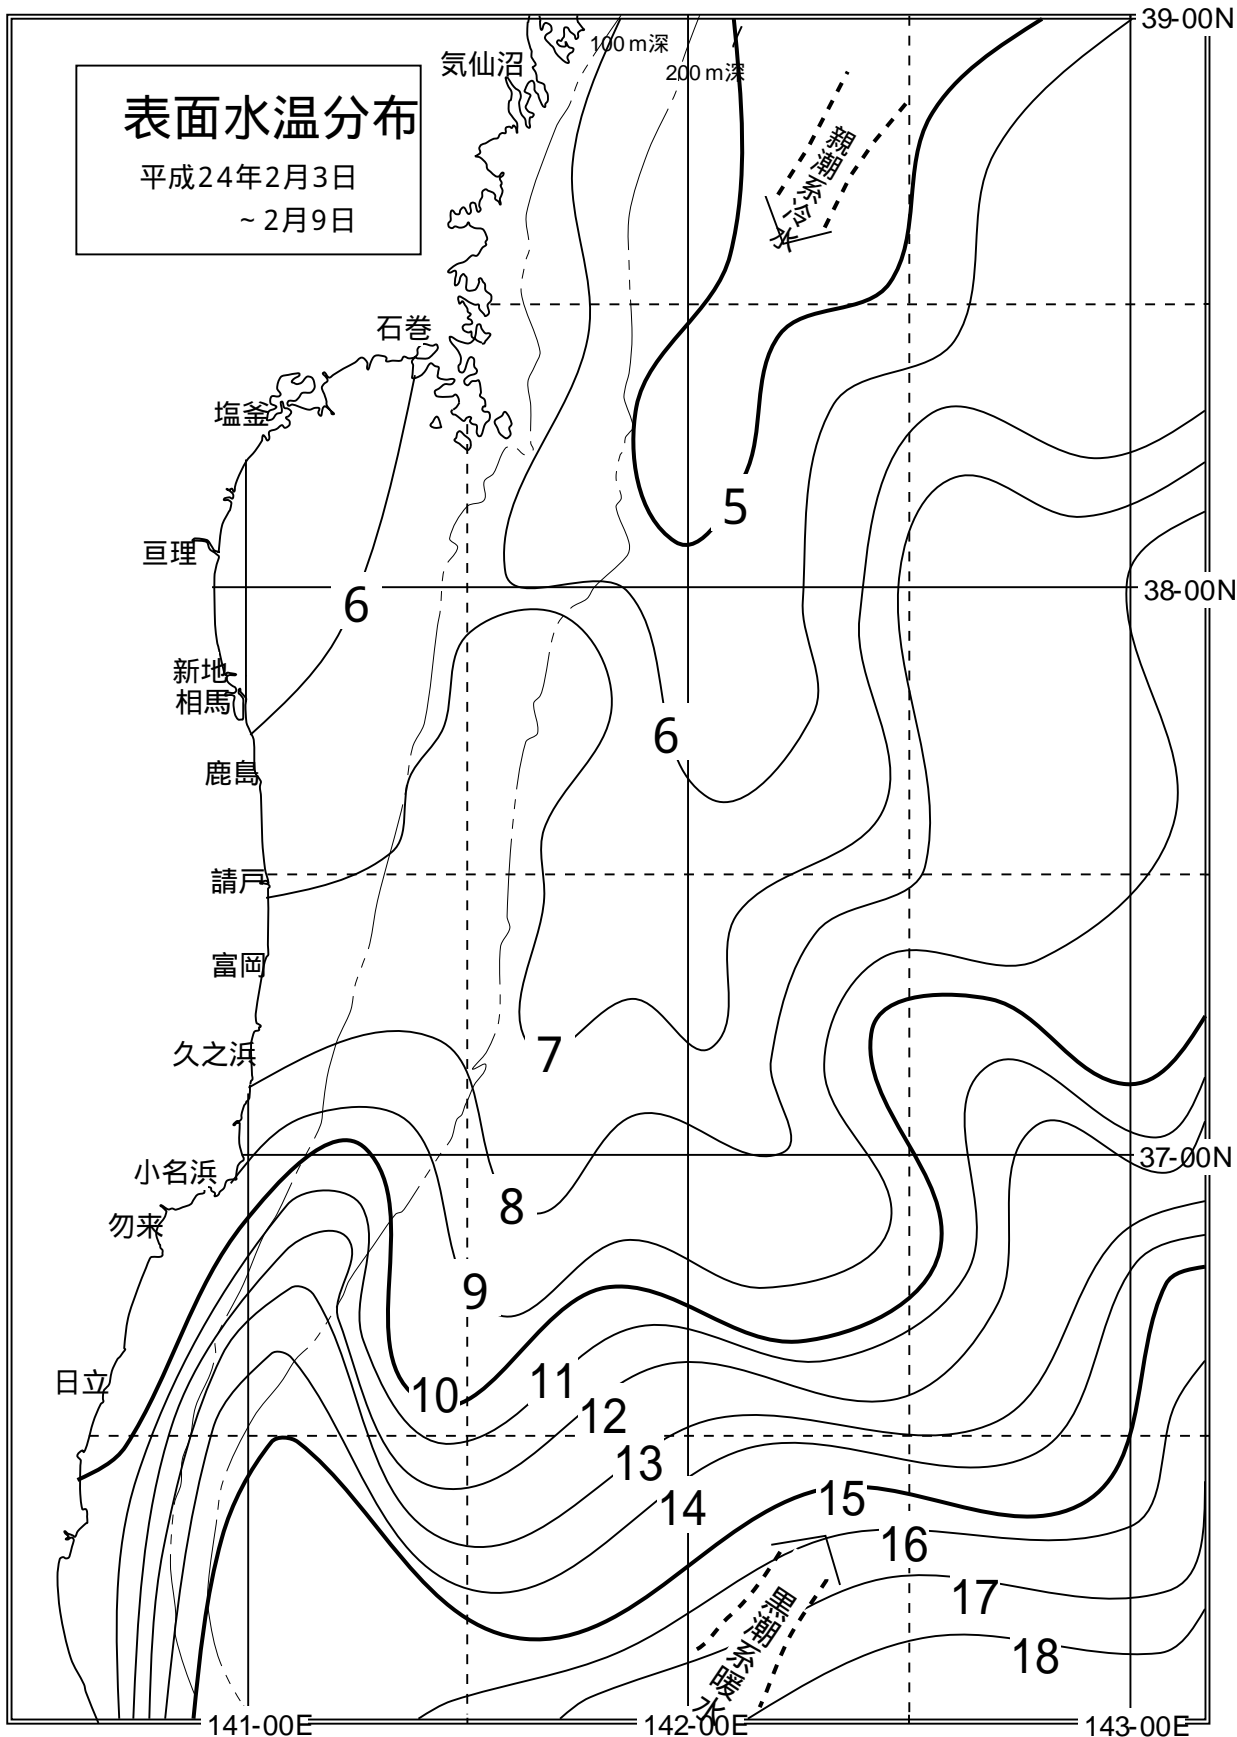 39-00N
100m深
気仙沼
200m深
表面水温分布
平成24年2月3日
～2月9日
親潮系冷水
石巻
塩釜
5
亘理
38-00N
6
新地
相馬
6
鹿島
請戸
富岡
久之浜
7
37-00N
小名浜
8
勿来
9
日立
10
11
12
13
14
15
16
17
18
黒潮系暖水
141-00E
142-00E
143-00E